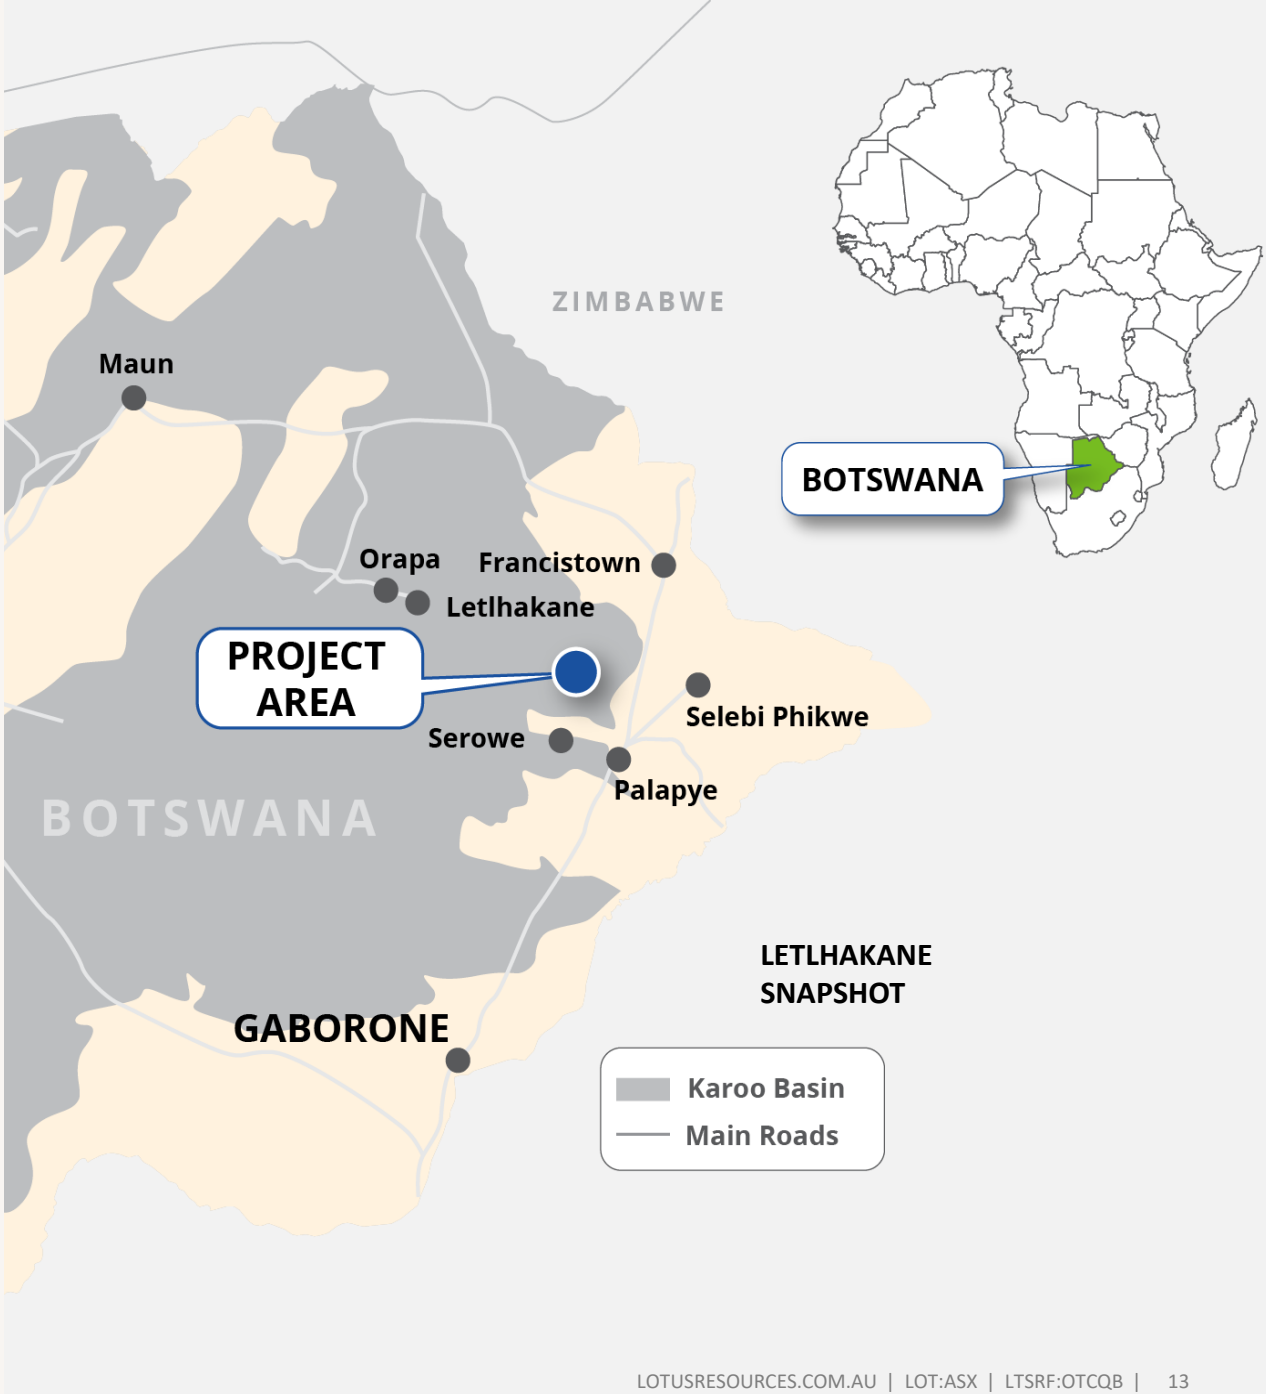 ZIMBABWE
Maun
BOTSWANA
Orapa
Francistown
Letlhakane
PROJECT
AREA
Selebi Phikwe
Serowe
Palapye
BOTSWANA
LETLHAKANE
SNAPSHOT
GABORONE
Karoo Basin
Main Roads
LOTUSRESOURCES.COM.AU | LOT:ASX | LTSRF:OTCQB | 13